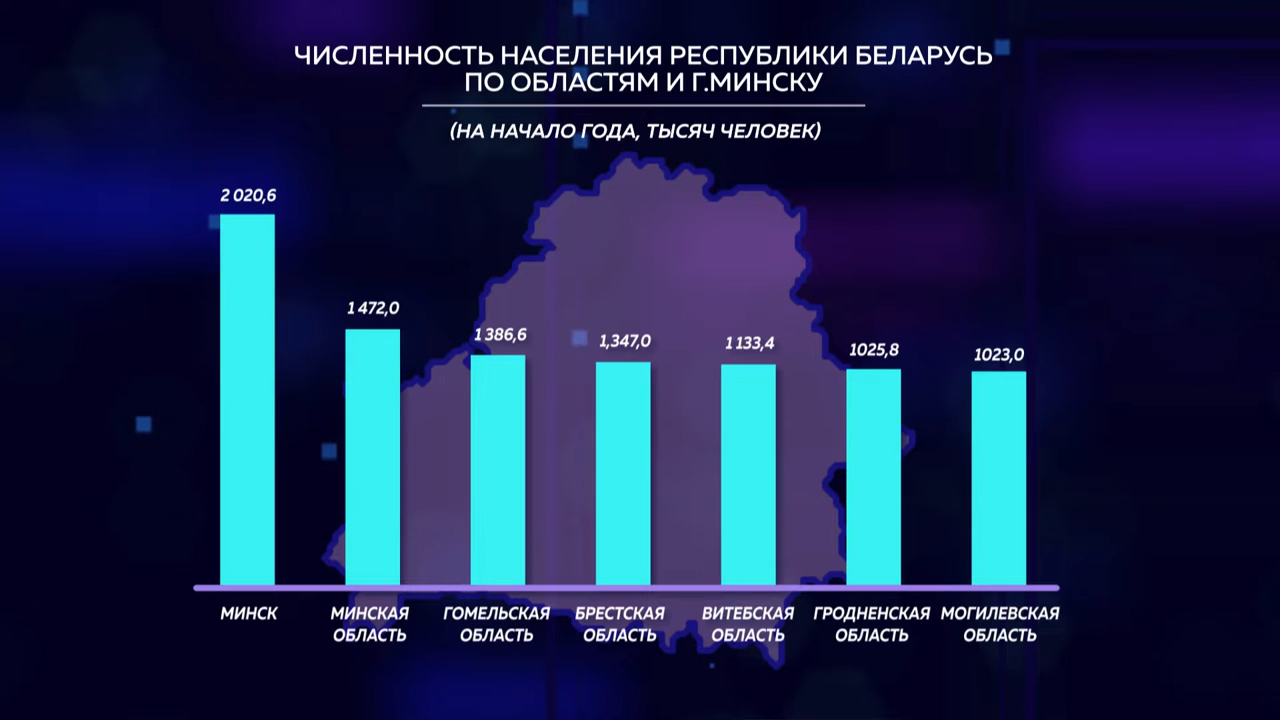 ЧИСЛЕННОСТЬ НАСЕЛЕНИЯ РЕСПУБЛИКИ БЕЛАРУСЬ
ПО ОБЛАСТЯМ И Г.МИНСКУ
(НА НАЧАЛО ГОДА, ТЫСЯЧ ЧЕЛОВЕК)
2 020,6
1 472,0
1 386,6
1,347,0
1 133,4
1025,8
1023,0
МИНСК
МИНСКАЯ
ОБЛАСТЬ
ГОМЕЛЬСКАЯ
ОБЛАСТЬ
БРЕСТСКАЯ
ОБЛАСТЬ
ВИТЕБСКАЯ
ОБЛАСТЬ
ГРОДНЕНСКАЯ
ОБЛАСТЬ
МОГИЛЕВСКАЯ
ОБЛАСТЬ